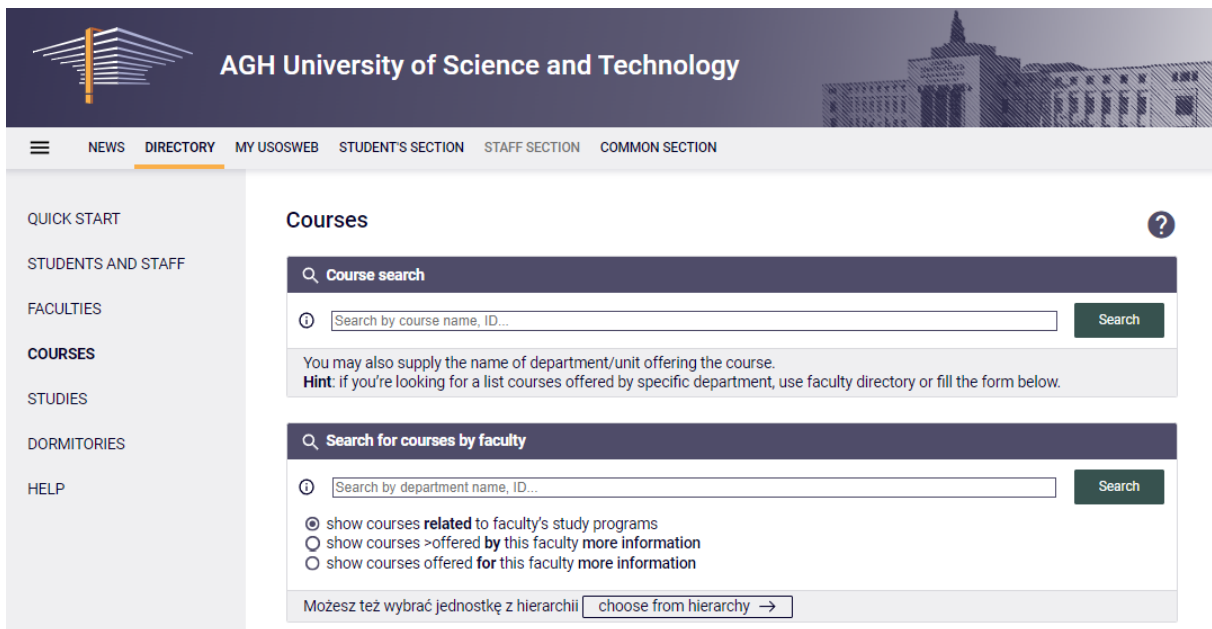 AGH University of Science and Technology
NEWS DIRECTORY MY USOSWEB STUDENT'S SECTION STAFF SECTION COMMON SECTION
QUICK START
STUDENTS AND STAFF
FACULTIES
COURSES
STUDIES
DORMITORIES
HELP
Courses
?
Course search
Search by course name, ID...
Search
You may also supply the name of department/unit offering the course.
Hint: if you're looking for a list courses offered by specific department, use faculty directory or fill the form below.
Search for courses by faculty
Search by department name, ID...
Search
show courses related to faculty's study programs
show courses >offered by this faculty more information
show courses offered for this faculty more information
Możesz też wybrać jednostkę z hierarchii choose from hierarchy →